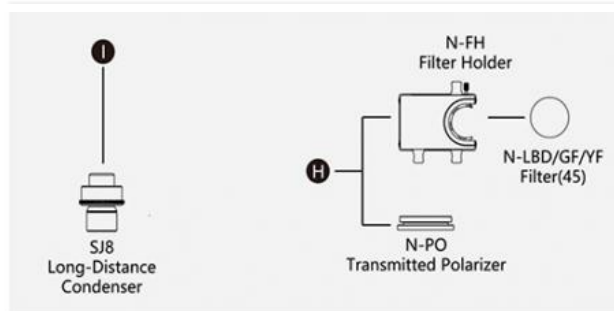 I
SJ8
Long-Distance
Condenser
H
N-FH
Filter Holder
N-LBD/GF/YF
Filter(45)
N-PO
Transmitted Polarizer